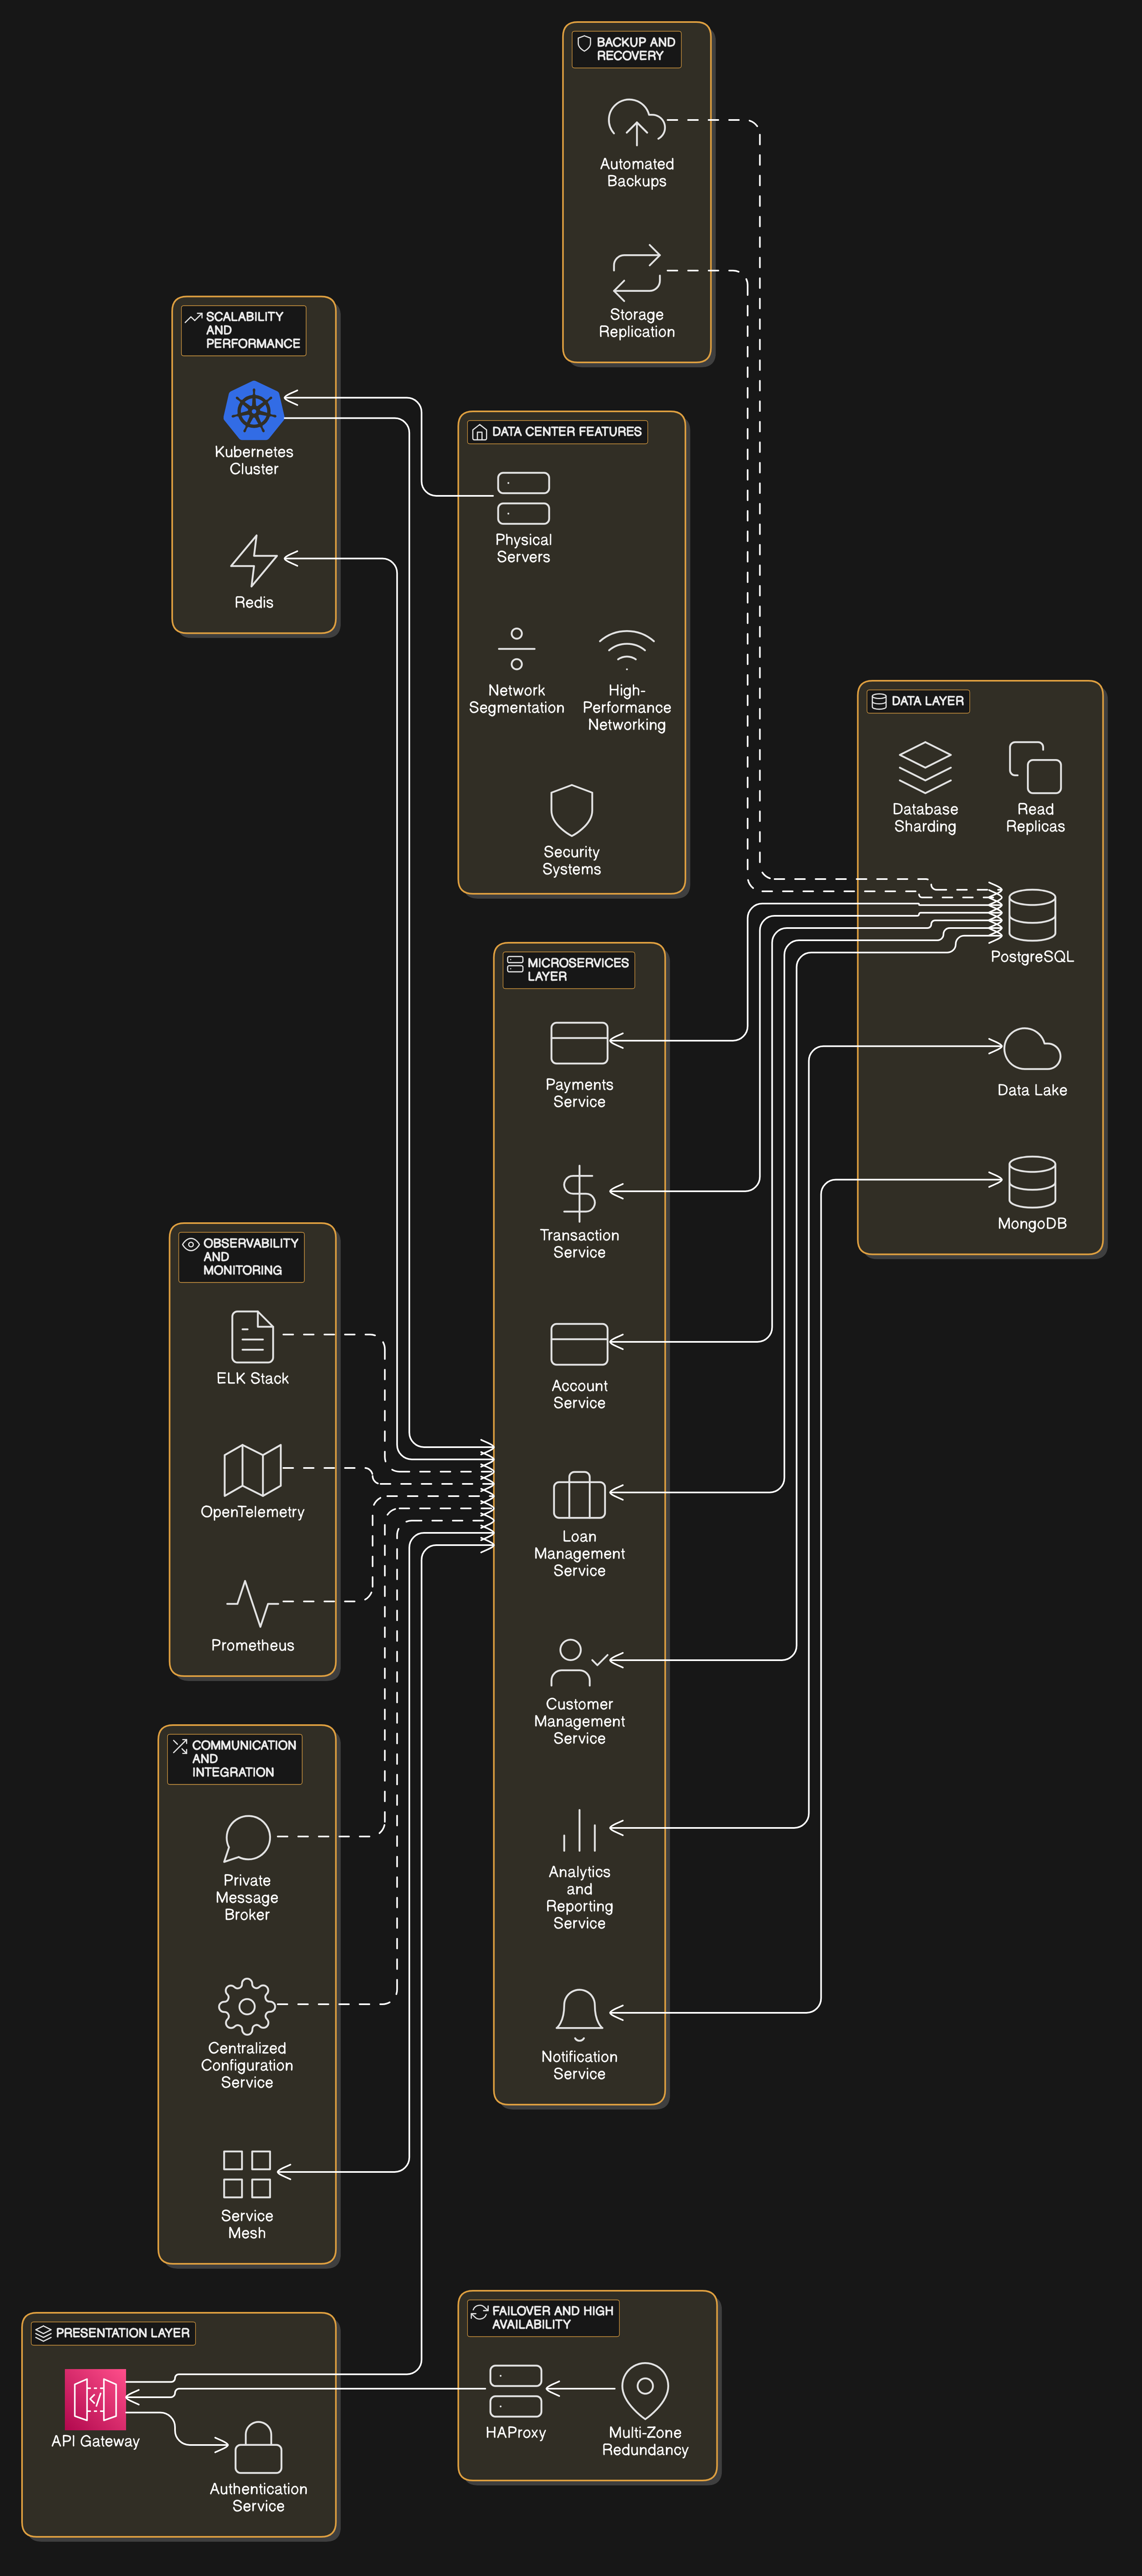 BACKUP AND
RECOVERY
Automated
Backups
Storage
Replication
SCALABILITY
AND
PERFORMANCE
Kubernetes
Cluster
Redis
DATA CENTER FEATURES
Physical
Servers
Network
Segmentation
High-
Performance
Networking
Security
Systems
DATA LAYER
Database
Sharding
Read
Replicas
PostgreSQL
Data Lake
MongoDB
MICROSERVICES
LAYER
Payments
Service
Transaction
Service
Account
Service
Loan
Management
Service
Customer
Management
Service
Analytics
and
Reporting
Service
Notification
Service
OBSERVABILITY
AND
MONITORING
ELK Stack
OpenTelemetry
Prometheus
COMMUNICATION
AND
INTEGRATION
Private
Message
Broker
Centralized
Configuration
Service
Service
Mesh
PRESENTATION LAYER
API Gateway
Authentication
Service
FAILOVER AND HIGH
AVAILABILITY
HAProxy
Multi-Zone
Redundancy